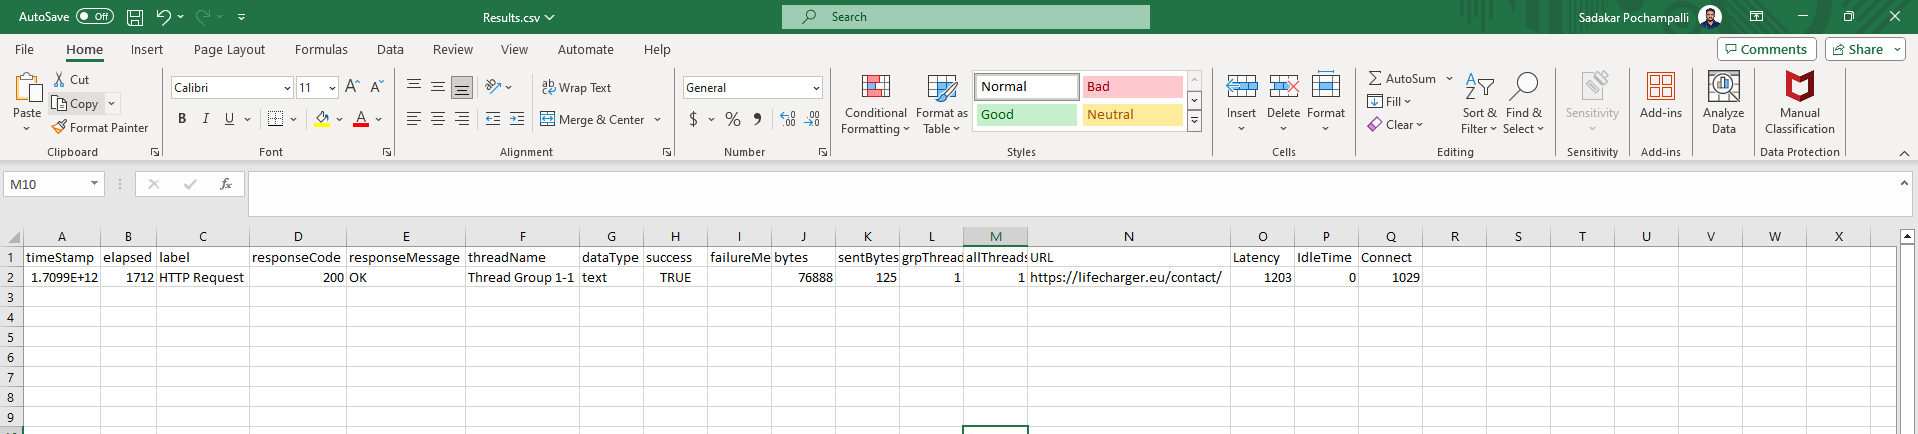 AutoSave Off Results.csv Search Sadakar Pochampalli
File Home Insert Page Layout Formulas Data Review View Automate Help Comments Share
Paste Cut Copy Format Painter Clipboard
Calibri 11 A A B I U A Font
ab Wrap Text Merge & Center Alignment
General $ % Number
Conditional Formatting Format as Table Normal Bad Good Neutral Styles
Insert Delete Format Cells
AutoSum Fill Clear Sort & Filter Find & Select Editing
Sensitivity Sensitivity
Add-ins Add-ins
Analyze Data
Manual Classification Data Protection
M10 fx
A B C D E F G H I J K L M N O P Q R S T U V W X
1 timeStamp elapsed label responseCode responseMessage threadName dataType success failureMe bytes sentBytes grpThread allThreads URL Latency IdleTime Connect
2 1.7099E+12 1712 HTTP Request 200 OK Thread Group 1-1 text TRUE 76888 125 1 1 https://lifecharger.eu/contact/ 1203 0 1029
3
4
5
6
7
8
9